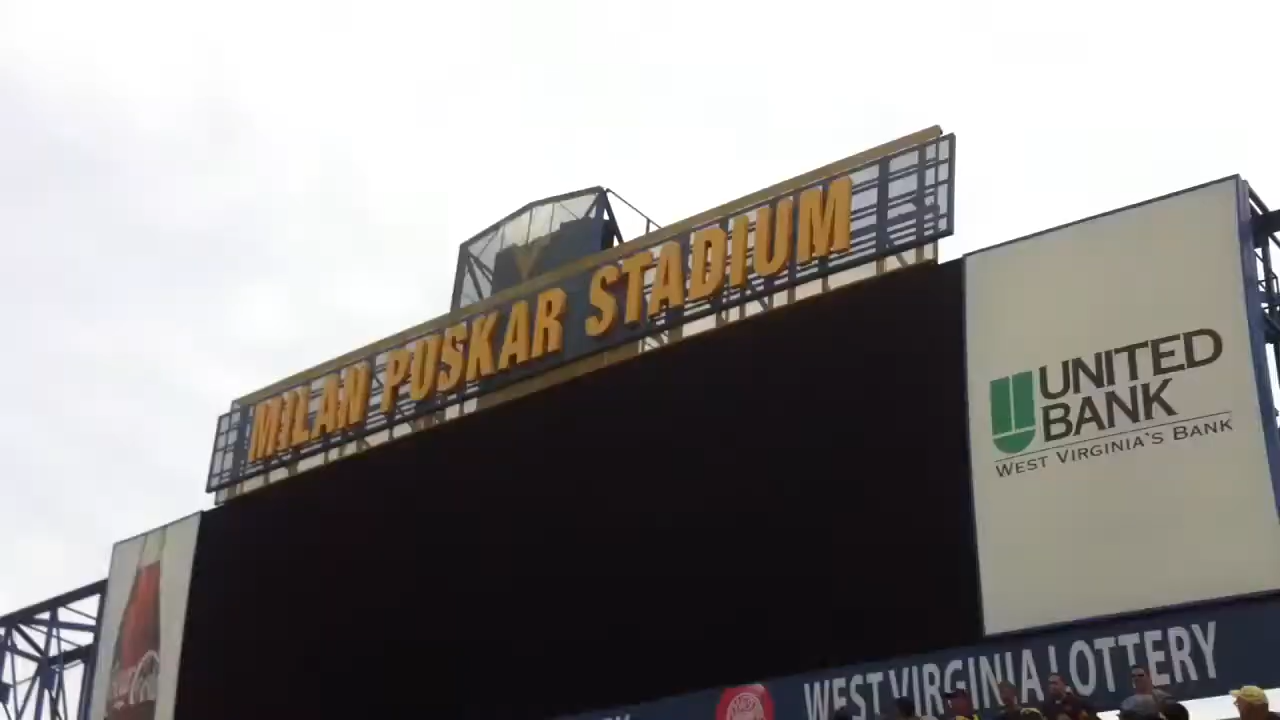 MILAN PUSKAR STADIUM
UNITED
BANK
WEST VIRGINIA'S BANK
WEST VIRGINIA LOTTERY